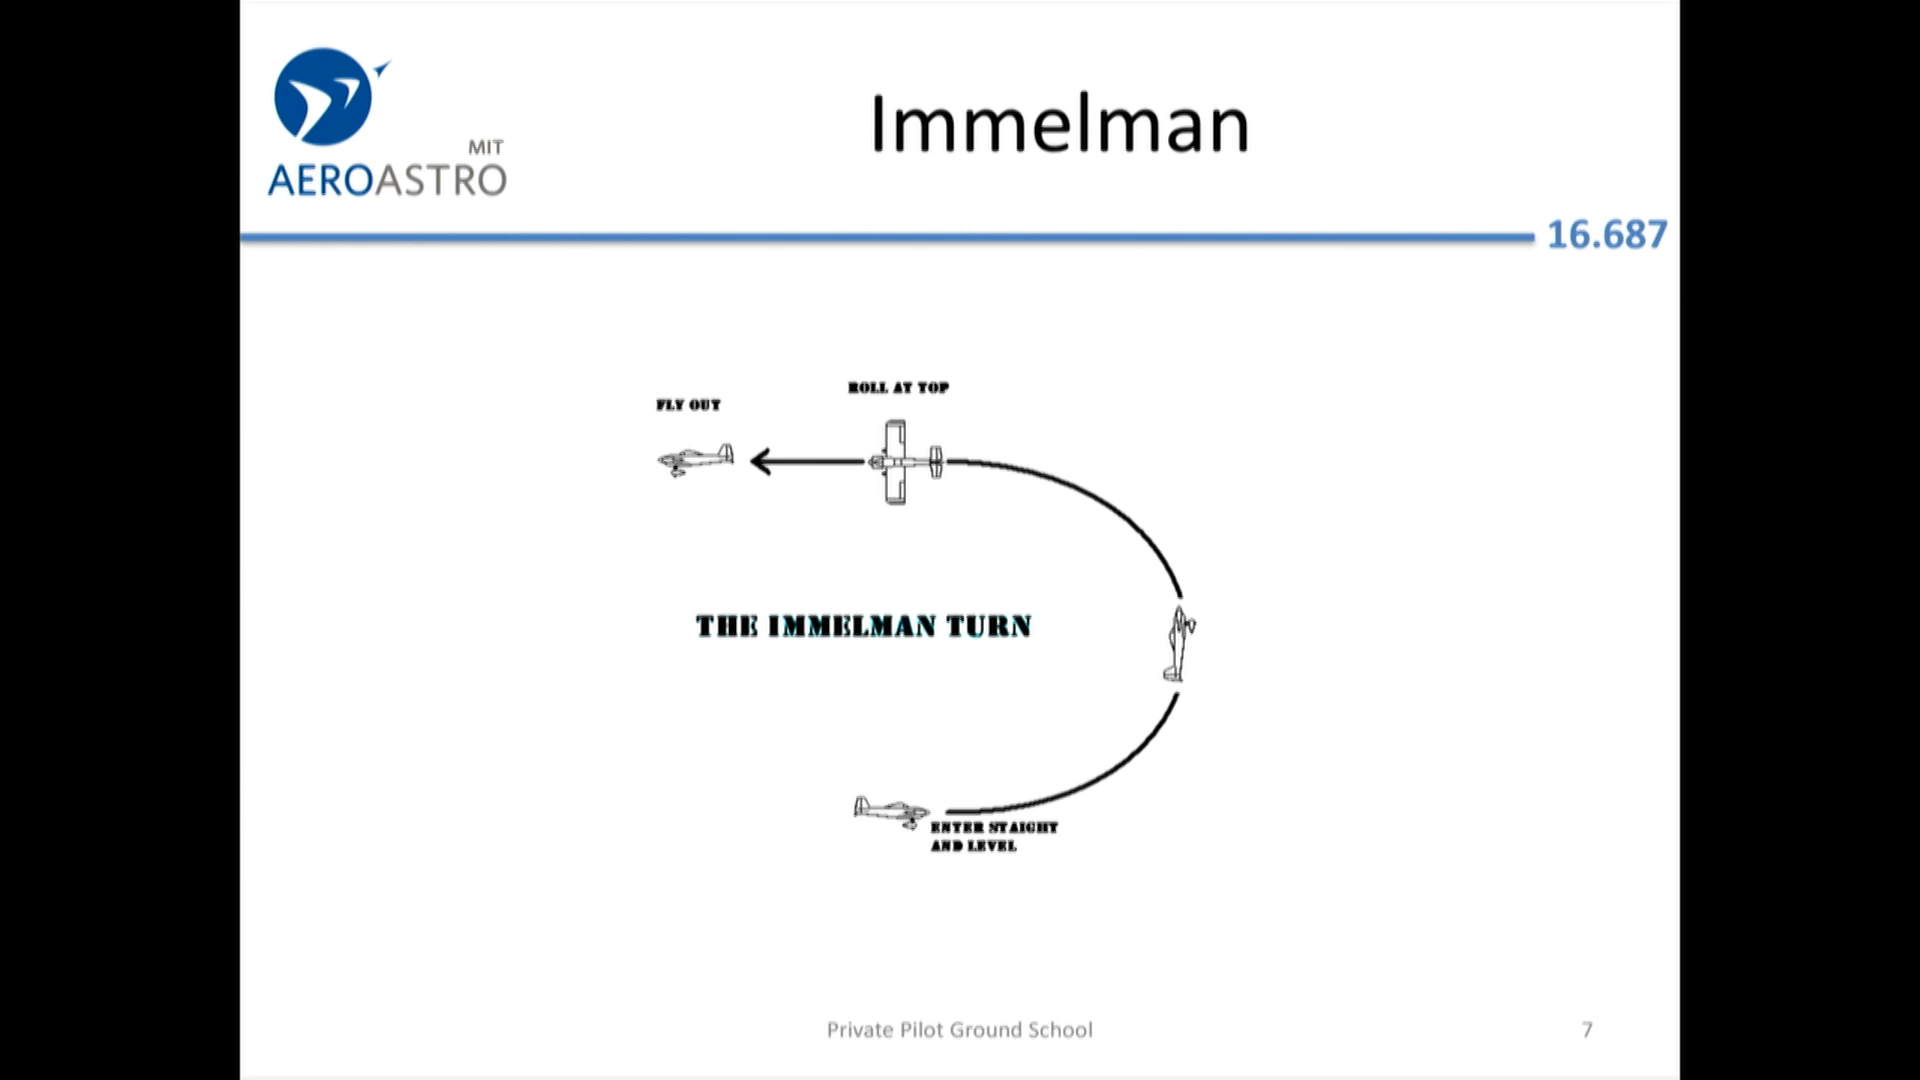 MIT
AEROASTRO
Immelman
16.687
ROLL AT TOP
FLY OUT
THE IMMELMAN TURN
ENTER STAIGHT
AND LEVEL
Private Pilot Ground School
7